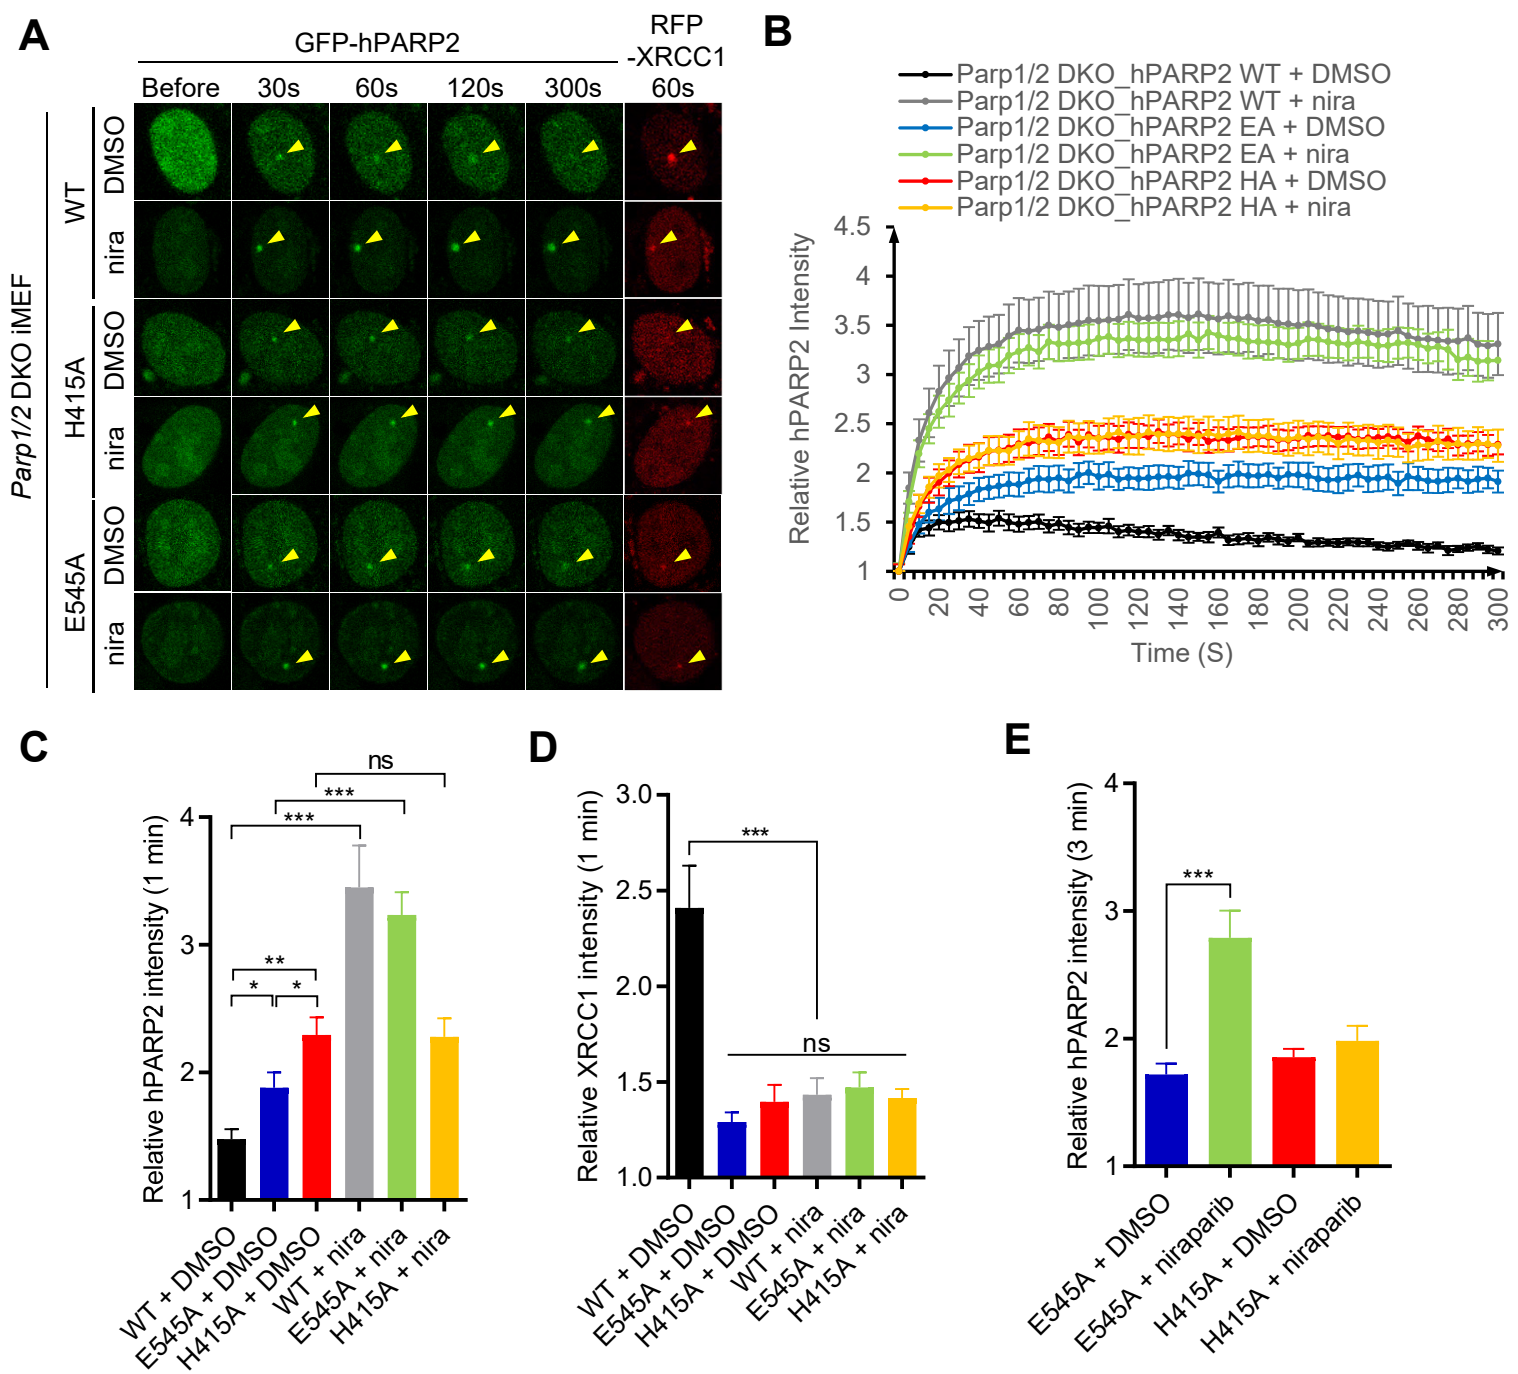 A
GFP-hPARP2
RFP
-XRCC1
Before 30s 60s 120s 300s 60s
Parp1/2 DKO iMEF
WT
DMSO
nira
H415A
DMSO
nira
E545A
DMSO
nira
B
Parp1/2 DKO_hPARP2 WT + DMSO
Parp1/2 DKO_hPARP2 WT + nira
Parp1/2 DKO_hPARP2 EA + DMSO
Parp1/2 DKO_hPARP2 EA + nira
Parp1/2 DKO_hPARP2 HA + DMSO
Parp1/2 DKO_hPARP2 HA + nira
Relative hPARP2 Intensity
4.5
4
3.5
3
2.5
2
1.5
1
0 20 40 60 80 100 120 140 160 180 200 220 240 260 280 300
Time (S)
C
Relative hPARP2 intensity (1 min)
4
3
2
1
ns
***
***
**
* *
WT + DMSO
E545A + DMSO
H415A + DMSO
WT + nira
E545A + nira
H415A + nira
D
Relative XRCC1 intensity (1 min)
3.0
2.5
2.0
1.5
1.0
***
ns
WT + DMSO
E545A + DMSO
H415A + DMSO
WT + nira
E545A + nira
H415A + nira
E
Relative hPARP2 intensity (3 min)
4
3
2
1
***
E545A + DMSO
E545A + niraparib
H415A + DMSO
H415A + niraparib